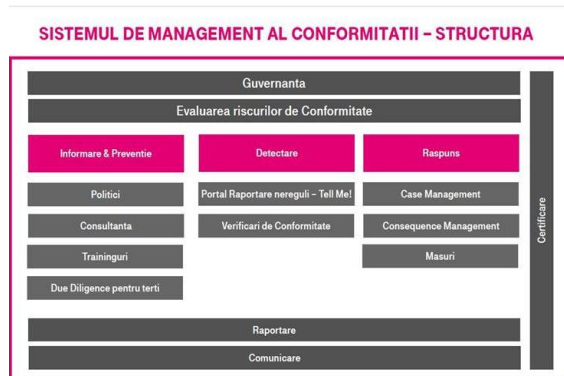 SISTEMUL DE MANAGEMENT AL CONFORMITATII – STRUCTURA
Guvernanta
Evaluarea riscurilor de Conformitate
Informare & Preventie
Detectare
Raspuns
Politici
Portal Raportare nereguli – Tell Me!
Case Management
Consultanta
Verificari de Conformitate
Consequence Management
Traininguri
Masuri
Due Diligence pentru terti
Raportare
Comunicare
Certificare